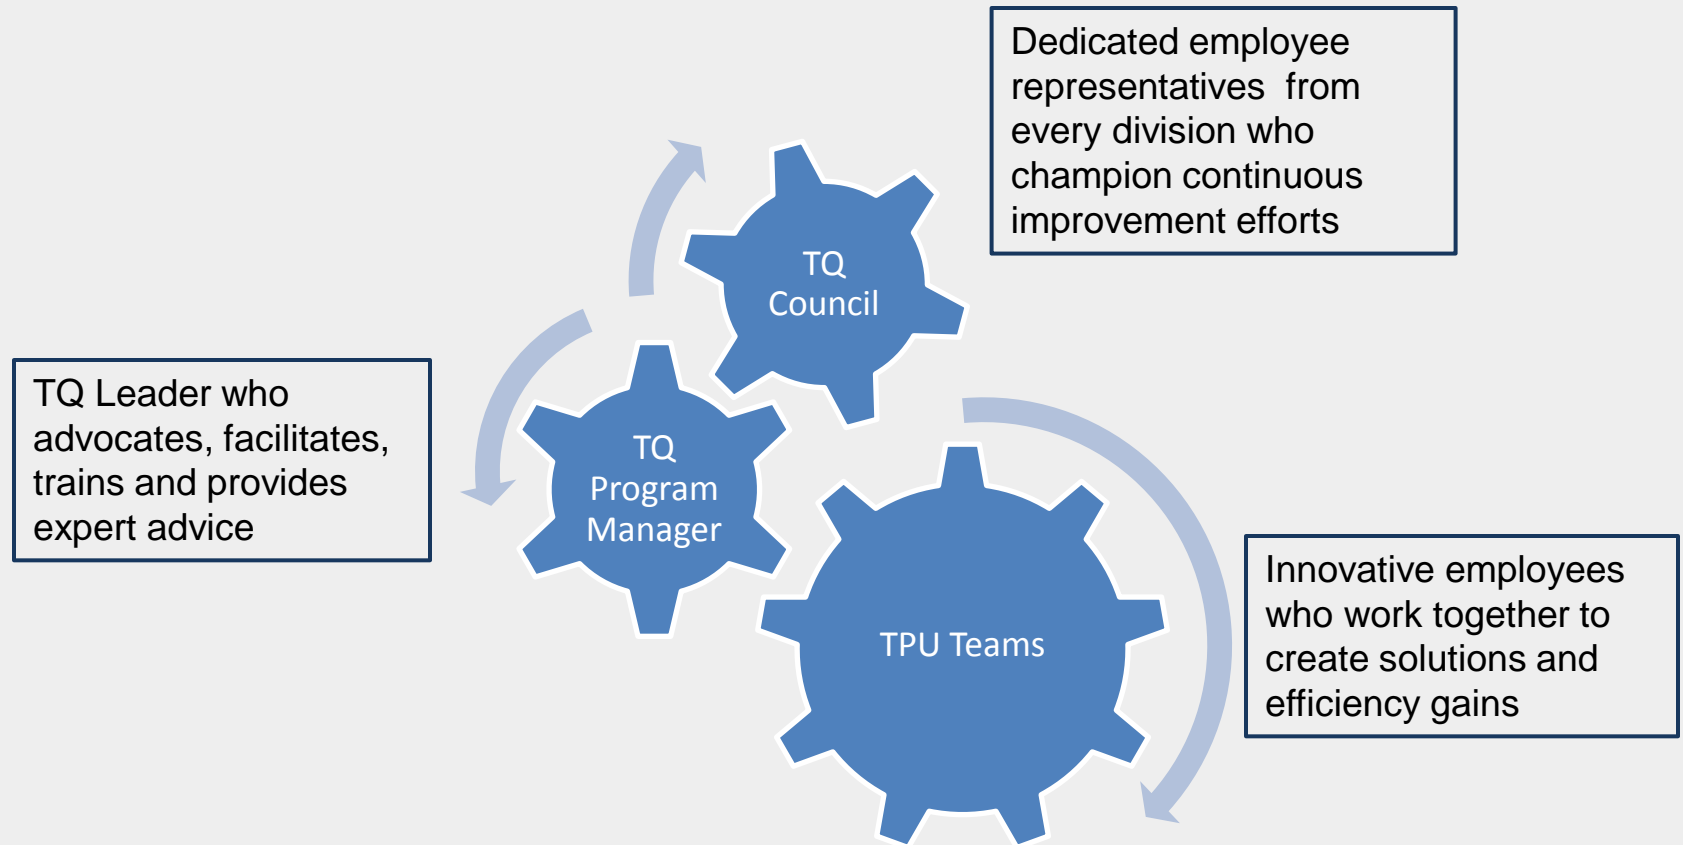 Dedicated employee
representatives  from
every division who
champion continuous
improvement efforts
TQ
Council
TQ Leader who
advocates, facilitates,
trains and provides
expert advice
TQ
Program
Manager
TPU Teams
Innovative employees
who work together to
create solutions and
efficiency gains